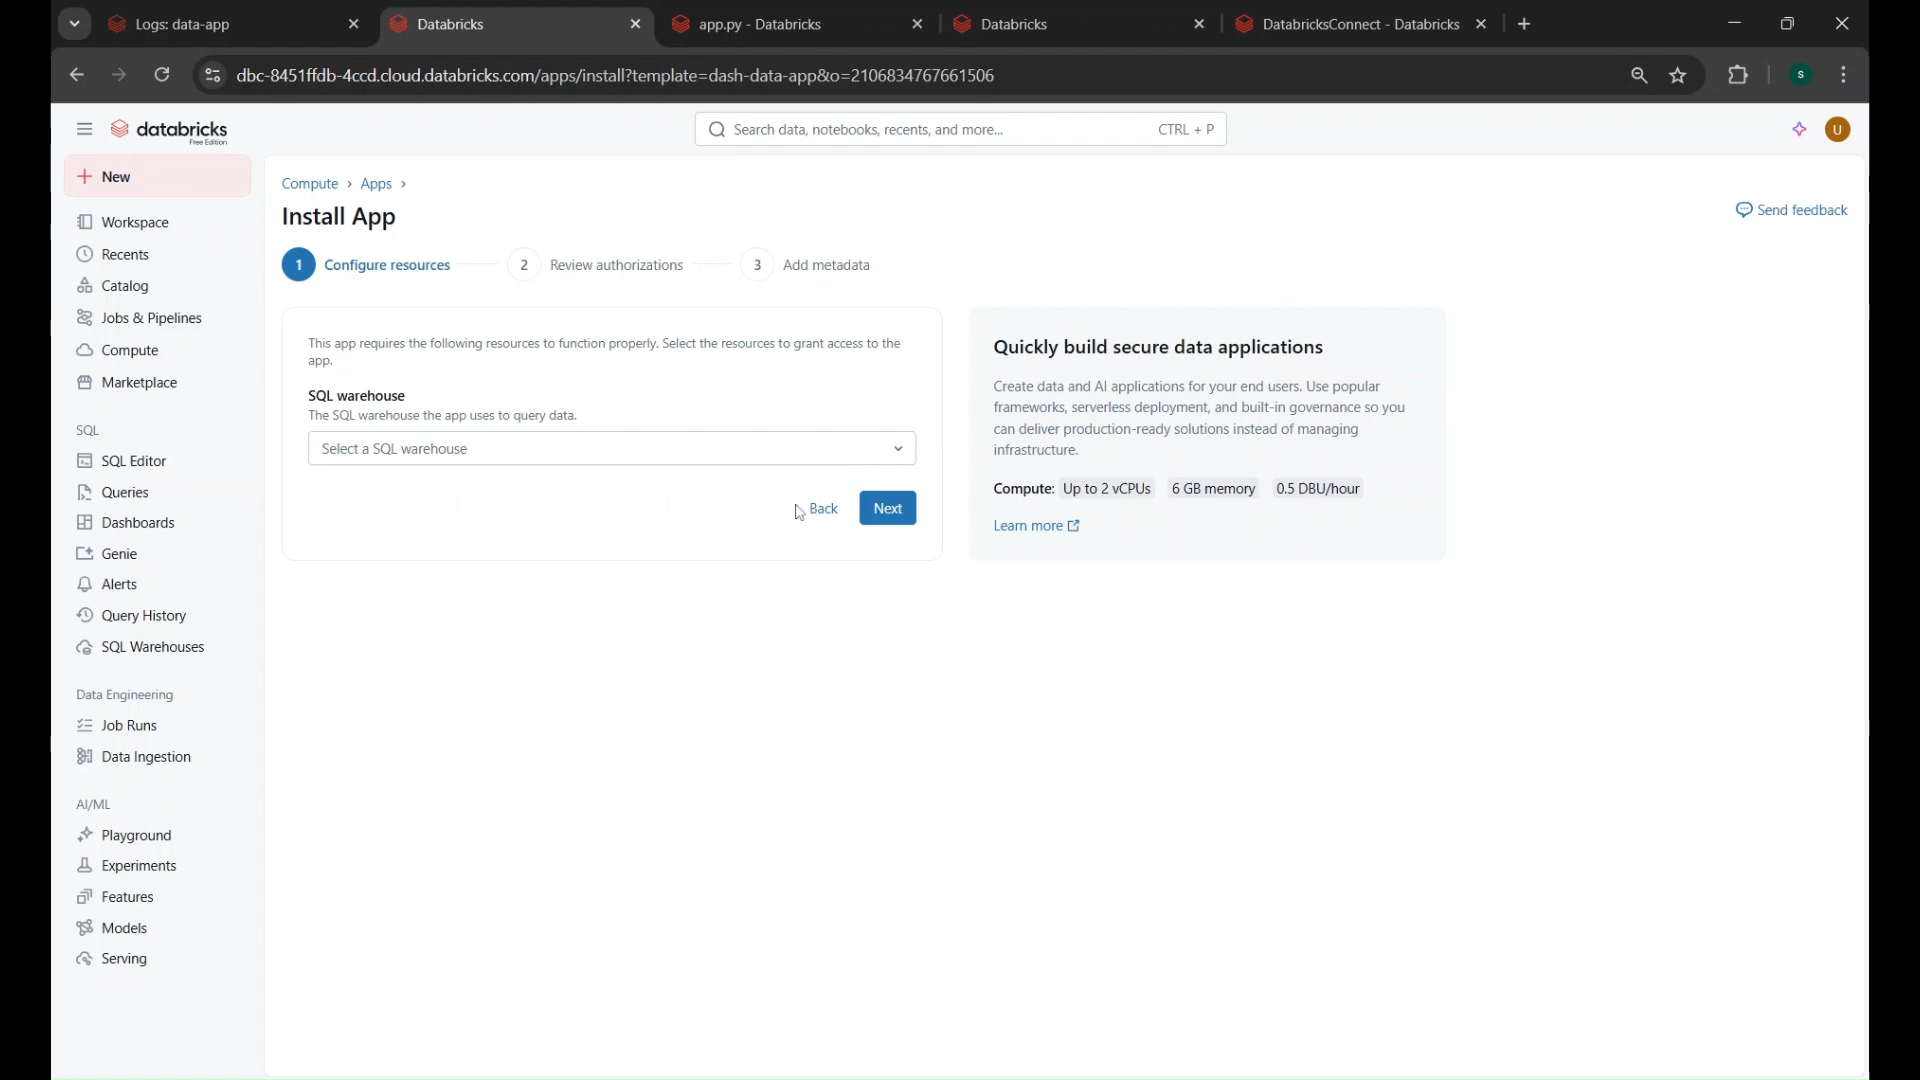 Logs: data-app
Databricks
app.py - Databricks
Databricks
DatabricksConnect - Databricks
dbc-8451ffdb-4ccd.cloud.databricks.com/apps/install?template=dash-data-app&o=2106834767661506
s
databricks
Free Edition
Search data, notebooks, recents, and more...
CTRL + P
U
New
Workspace
Recents
Catalog
Jobs & Pipelines
Compute
Marketplace
SQL
SQL Editor
Queries
Dashboards
Genie
Alerts
Query History
SQL Warehouses
Data Engineering
Job Runs
Data Ingestion
AI/ML
Playground
Experiments
Features
Models
Serving
Compute › Apps ›
Install App
Send feedback
1 Configure resources
2 Review authorizations
3 Add metadata
This app requires the following resources to function properly. Select the resources to grant access to the
app.
SQL warehouse
The SQL warehouse the app uses to query data.
Select a SQL warehouse
Back
Next
Quickly build secure data applications
Create data and AI applications for your end users. Use popular
frameworks, serverless deployment, and built-in governance so you
can deliver production-ready solutions instead of managing
infrastructure.
Compute: Up to 2 vCPUs 6 GB memory 0.5 DBU/hour
Learn more